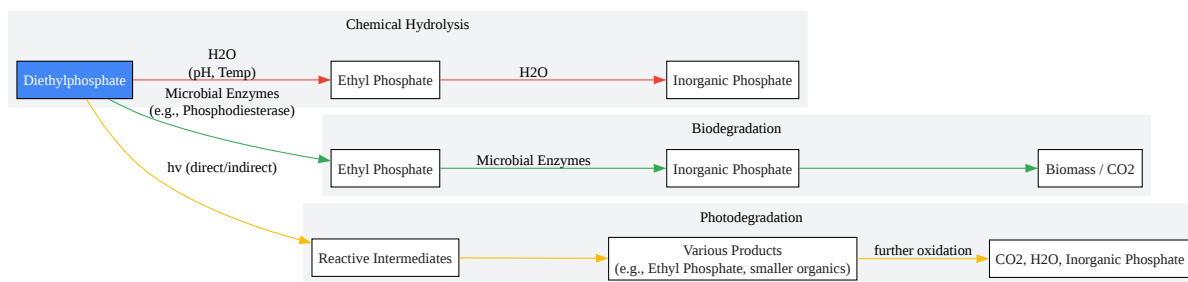 Chemical Hydrolysis
H2O
(pH, Temp)
Diethylphosphate
Ethyl Phosphate
H2O
Inorganic Phosphate
Microbial Enzymes
(e.g., Phosphodiesterase)
Biodegradation
Ethyl Phosphate
Microbial Enzymes
Inorganic Phosphate
Biomass / CO2
hv (direct/indirect)
Photodegradation
Reactive Intermediates
Various Products
(e.g., Ethyl Phosphate, smaller organics)
further oxidation
CO2, H2O, Inorganic Phosphate